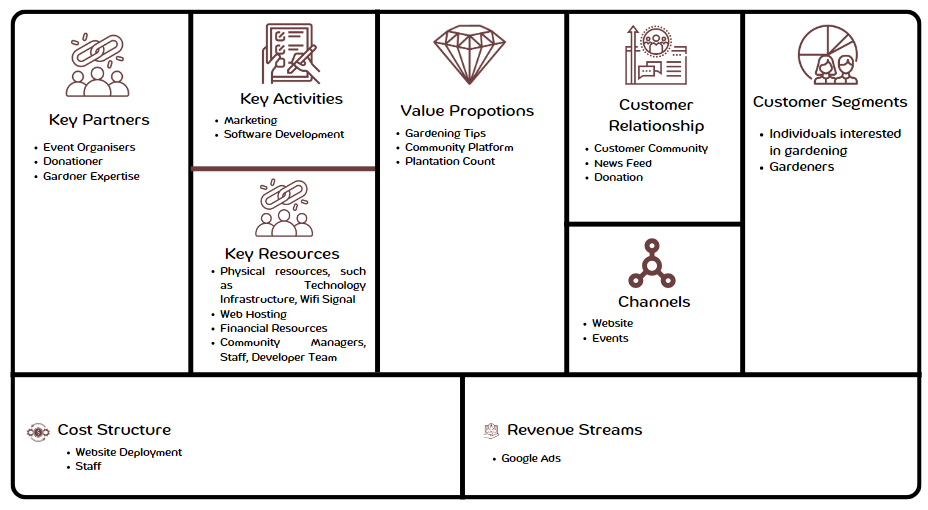 Key Partners
• Event Organisers
• Donationer
• Gardner Expertise
Key Activities
• Marketing
• Software Development
Key Resources
• Physical resources, such
as Technology
Infrastructure, Wifi Signal
• Web Hosting
• Financial Resources
• Community Managers,
Staff, Developer Team
Value Propotions
• Gardening Tips
• Community Platform
• Plantation Count
Customer
Relationship
• Customer Community
• News Feed
• Donation
Channels
• Website
• Events
Customer Segments
• Individuals interested
in gardening
• Gardeners
Cost Structure
• Website Deployment
• Staff
Revenue Streams
• Google Ads